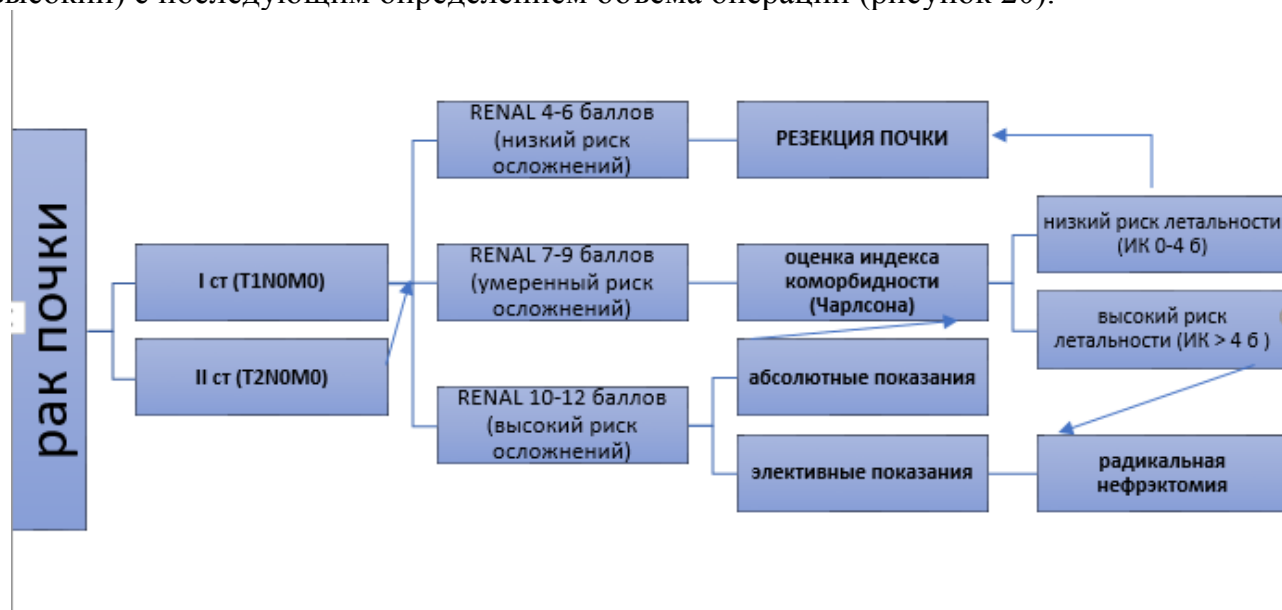 высокий) с последующим определением объема операции (рисунок 20).
рак почки
I ст (T1N0M0)
II ст (T2N0M0)
RENAL 4-6 баллов
(низкий риск
осложнений)
RENAL 7-9 баллов
(умеренный риск
осложнений)
RENAL 10-12 баллов
(высокий риск
осложнений)
РЕЗЕКЦИЯ ПОЧКИ
оценка индекса
коморбидности
(Чарлсона)
абсолютные показания
элективные показания
низкий риск летальности
(ИК 0-4 б)
высокий риск
летальности (ИК > 4 б )
радикальная
нефрэктомия